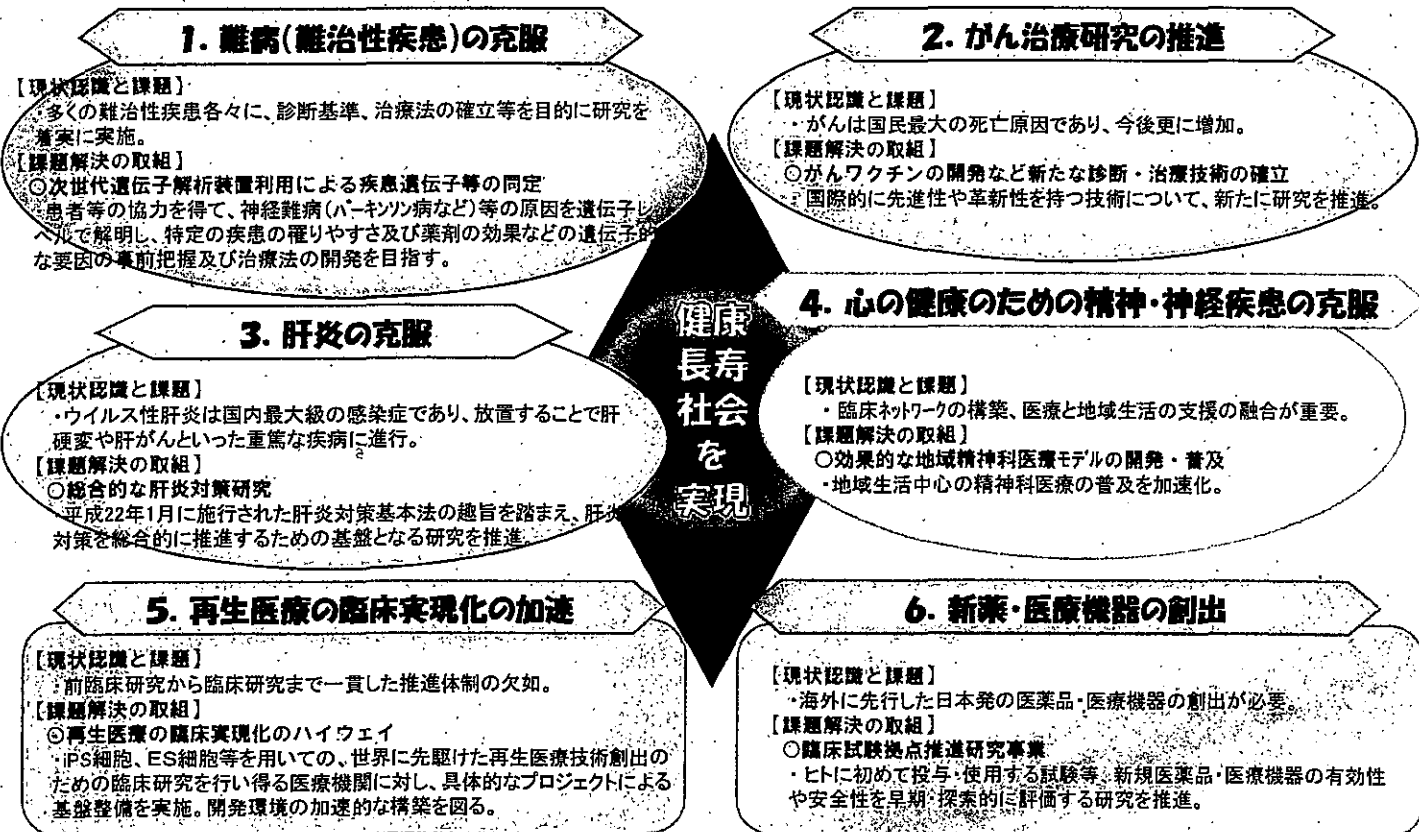 1. 難病(難治性疾患)の克服
【現状認識と課題】
・多くの難治性疾患各々に、診断基準、治療法の確立等を目的に研究を
着実に実施。
【課題解決の取組】
○次世代遺伝子解析装置利用による疾患遺伝子等の同定
・患者等の協力を得て、神経難病(パーキンソン病など)等の原因を遺伝子レ
ベルで解明し、特定の疾患の罹りやすさ及び薬剤の効果などの遺伝子的
な要因の事前把握及び治療法の開発を目指す。
2. がん治療研究の推進
【現状認識と課題】
・がんは国民最大の死亡原因であり、今後更に増加。
【課題解決の取組】
○がんワクチンの開発など新たな診断・治療技術の確立
・国際的に先進性や革新性を持つ技術について、新たに研究を推進。
3. 肝炎の克服
【現状認識と課題】
・ウイルス性肝炎は国内最大級の感染症であり、放置することで肝
硬変や肝がんといった重篤な疾病に進行。
【課題解決の取組】
○総合的な肝炎対策研究
・平成22年1月に施行された肝炎対策基本法の趣旨を踏まえ、肝炎
対策を総合的に推進するための基盤となる研究を推進。
健康
長寿
社会
を
実現
4. 心の健康のための精神・神経疾患の克服
【現状認識と課題】
・臨床ネットワークの構築、医療と地域生活の支援の融合が重要。
【課題解決の取組】
○効果的な地域精神科医療モデルの開発・普及
・地域生活中心の精神科医療の普及を加速化。
5. 再生医療の臨床実現化の加速
【現状認識と課題】
・前臨床研究から臨床研究まで一貫した推進体制の欠如。
【課題解決の取組】
◎再生医療の臨床実現化のハイウェイ
・iPS細胞、ES細胞等を用いての、世界に先駆けた再生医療技術創出の
ための臨床研究を行い得る医療機関に対し、具体的なプロジェクトによる
基盤整備を実施。開発環境の加速的な構築を図る。
6. 新薬・医療機器の創出
【現状認識と課題】
・海外に先行した日本発の医薬品・医療機器の創出が必要。
【課題解決の取組】
○臨床試験拠点推進研究事業
・ヒトに初めて投与・使用する試験等、新規医薬品・医療機器の有効性
や安全性を早期・探索的に評価する研究を推進。